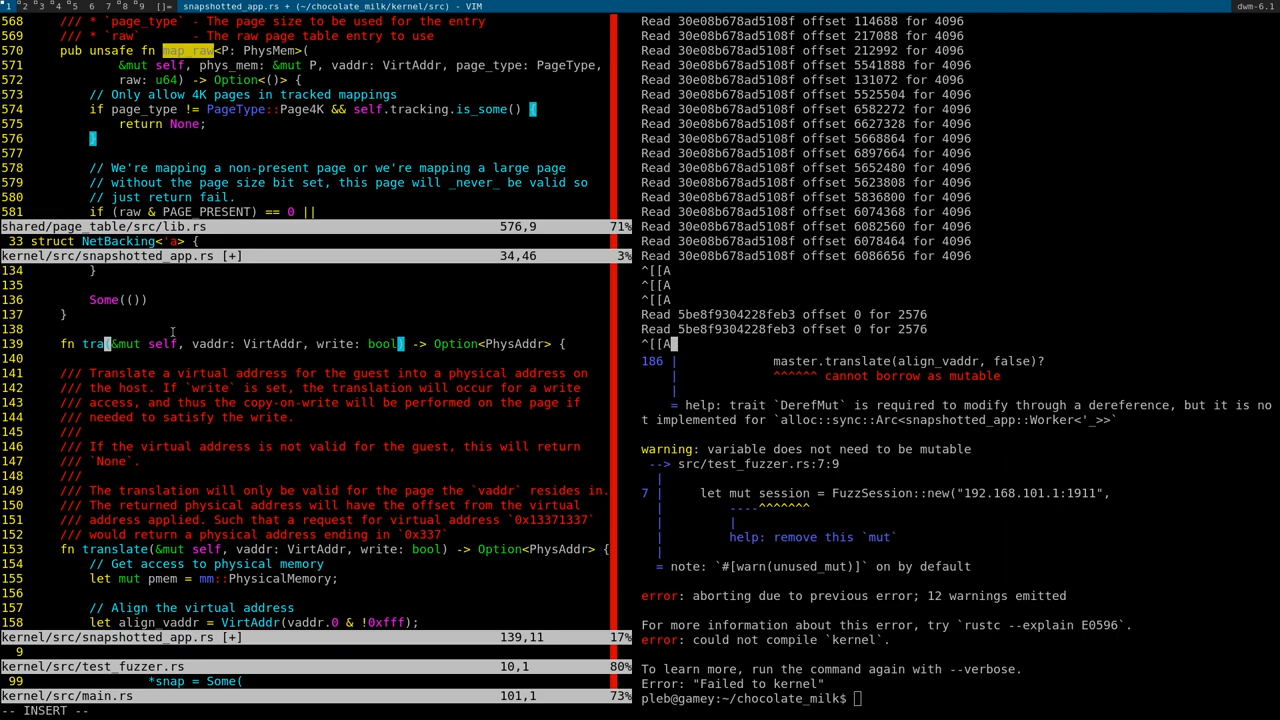 1 2 3 4 5 6 7 8 9 []= snapshotted_app.rs + (~/chocolate_milk/kernel/src) - VIM dwm-6.1
568 /// * `page_type` - The page size to be used for the entry
569 /// * `raw` - The raw page table entry to use
570 pub unsafe fn map_raw<P: PhysMem>(
571 &mut self, phys_mem: &mut P, vaddr: VirtAddr, page_type: PageType,
572 raw: u64) -> Option<()> {
573 // Only allow 4K pages in tracked mappings
574 if page_type != PageType::Page4K && self.tracking.is_some() {
575 return None;
576 }
577
578 // We're mapping a non-present page or we're mapping a large page
579 // without the page size bit set, this page will _never_ be valid so
580 // just return fail.
581 if (raw & PAGE_PRESENT) == 0 ||
shared/page_table/src/lib.rs 576,9 71%
33 struct NetBacking<'a> {
kernel/src/snapshotted_app.rs [+] 34,46 3%
134 }
135
136 Some(())
137 }
138
139 fn tra(&mut self, vaddr: VirtAddr, write: bool) -> Option<PhysAddr> {
140
141 /// Translate a virtual address for the guest into a physical address on
142 /// the host. If `write` is set, the translation will occur for a write
143 /// access, and thus the copy-on-write will be performed on the page if
144 /// needed to satisfy the write.
145 ///
146 /// If the virtual address is not valid for the guest, this will return
147 /// `None`.
148 ///
149 /// The translation will only be valid for the page the `vaddr` resides in.
150 /// The returned physical address will have the offset from the virtual
151 /// address applied. Such that a request for virtual address `0x13371337`
152 /// would return a physical address ending in `0x337`
153 fn translate(&mut self, vaddr: VirtAddr, write: bool) -> Option<PhysAddr> {
154 // Get access to physical memory
155 let mut pmem = mm::PhysicalMemory;
156
157 // Align the virtual address
158 let align_vaddr = VirtAddr(vaddr.0 & !0xfff);
kernel/src/snapshotted_app.rs [+] 139,11 17%
9
kernel/src/test_fuzzer.rs 10,1 80%
99 *snap = Some(
kernel/src/main.rs 101,1 73%
-- INSERT --
Read 30e08b678ad5108f offset 114688 for 4096
Read 30e08b678ad5108f offset 217088 for 4096
Read 30e08b678ad5108f offset 212992 for 4096
Read 30e08b678ad5108f offset 5541888 for 4096
Read 30e08b678ad5108f offset 131072 for 4096
Read 30e08b678ad5108f offset 5525504 for 4096
Read 30e08b678ad5108f offset 6582272 for 4096
Read 30e08b678ad5108f offset 6627328 for 4096
Read 30e08b678ad5108f offset 5668864 for 4096
Read 30e08b678ad5108f offset 6897664 for 4096
Read 30e08b678ad5108f offset 5652480 for 4096
Read 30e08b678ad5108f offset 5623808 for 4096
Read 30e08b678ad5108f offset 5836800 for 4096
Read 30e08b678ad5108f offset 6074368 for 4096
Read 30e08b678ad5108f offset 6082560 for 4096
Read 30e08b678ad5108f offset 6078464 for 4096
Read 30e08b678ad5108f offset 6086656 for 4096
^[[A
^[[A
^[[A
Read 5be8f9304228feb3 offset 0 for 2576
Read 5be8f9304228feb3 offset 0 for 2576
^[[A
186 | master.translate(align_vaddr, false)?
| ^^^^^^ cannot borrow as mutable
|
= help: trait `DerefMut` is required to modify through a dereference, but it is no
t implemented for `alloc::sync::Arc<snapshotted_app::Worker<'_>>`
warning: variable does not need to be mutable
--> src/test_fuzzer.rs:7:9
|
7 | let mut session = FuzzSession::new("192.168.101.1:1911",
| ----^^^^^^^
| |
| help: remove this `mut`
|
= note: `#[warn(unused_mut)]` on by default
error: aborting due to previous error; 12 warnings emitted
For more information about this error, try `rustc --explain E0596`.
error: could not compile `kernel`.
To learn more, run the command again with --verbose.
Error: "Failed to kernel"
pleb@gamey:~/chocolate_milk$